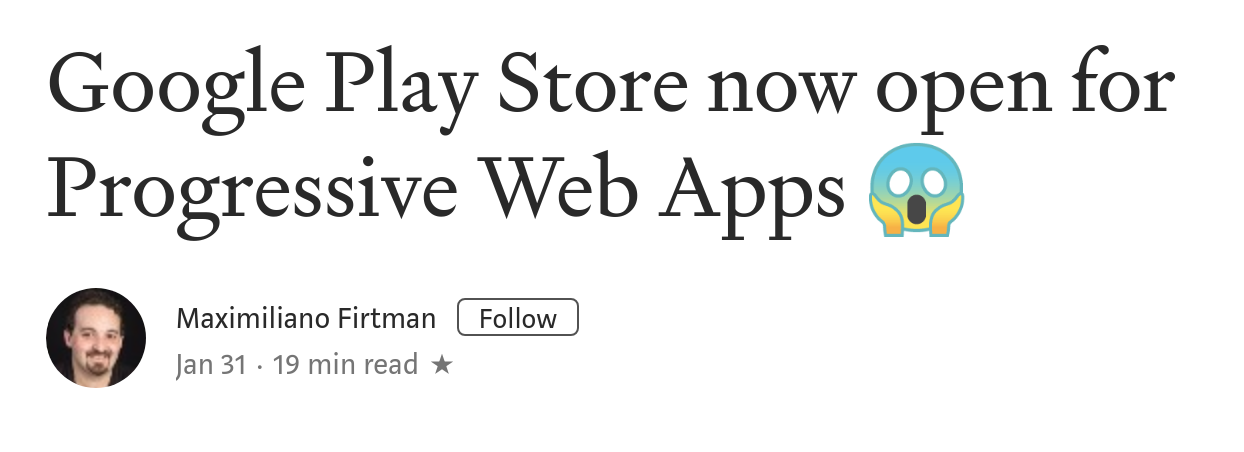 Google Play Store now open for
Progressive Web Apps 😱
Maximiliano Firtman Follow
Jan 31 · 19 min read ★